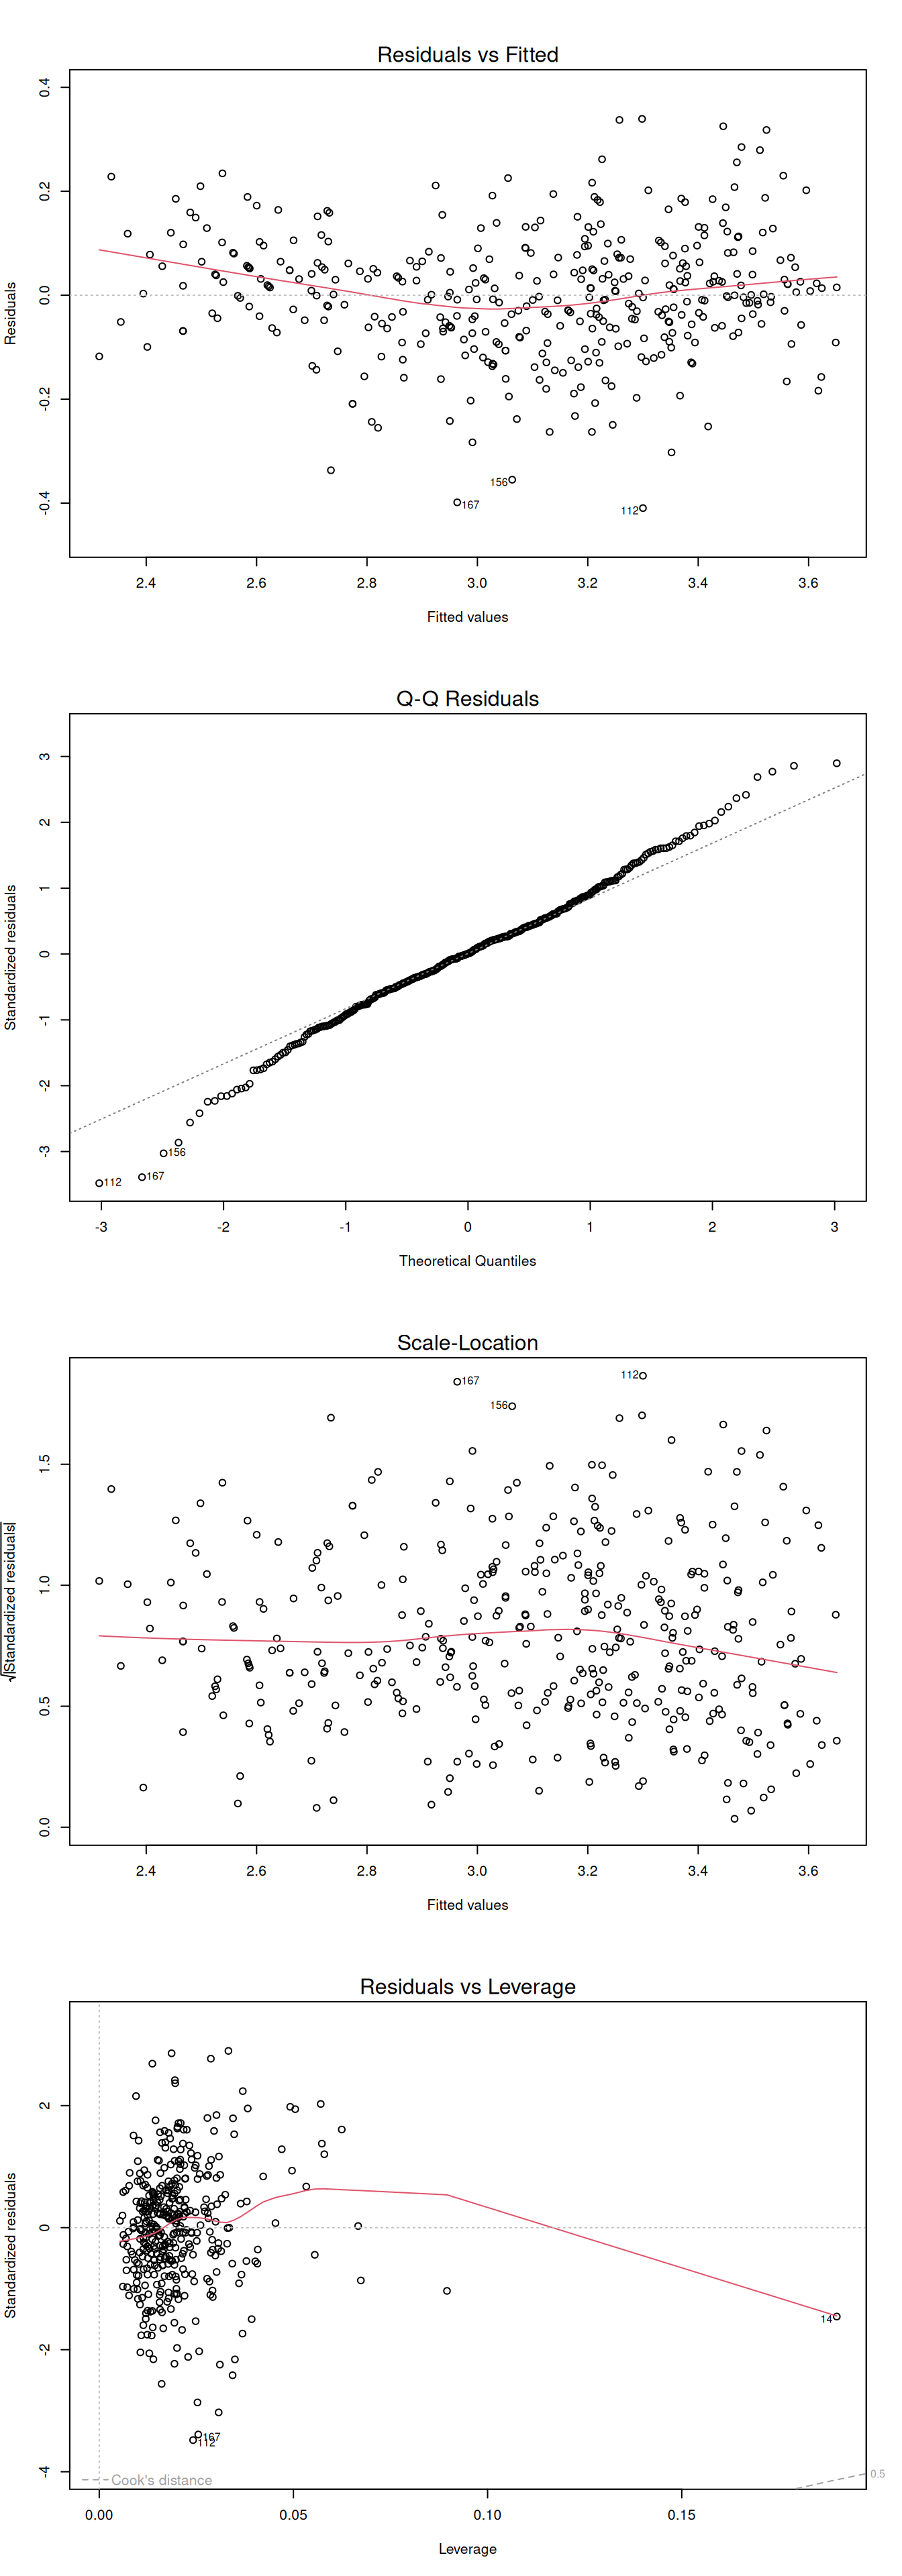 Residuals vs Fitted
0.4
0.2
0.0
-0.2
-0.4
Residuals
156
167
112
2.4 2.6 2.8 3.0 3.2 3.4 3.6
Fitted values
Q-Q Residuals
3
2
1
0
-1
-2
-3
Standardized residuals
156
167
112
-3 -2 -1 0 1 2 3
Theoretical Quantiles
Scale-Location
167
112
156
1.5
1.0
0.5
0.0
√|Standardized residuals|
2.4 2.6 2.8 3.0 3.2 3.4 3.6
Fitted values
Residuals vs Leverage
2
0
-2
-4
Standardized residuals
14
167
112
Cook's distance
0.5
0.00 0.05 0.10 0.15
Leverage